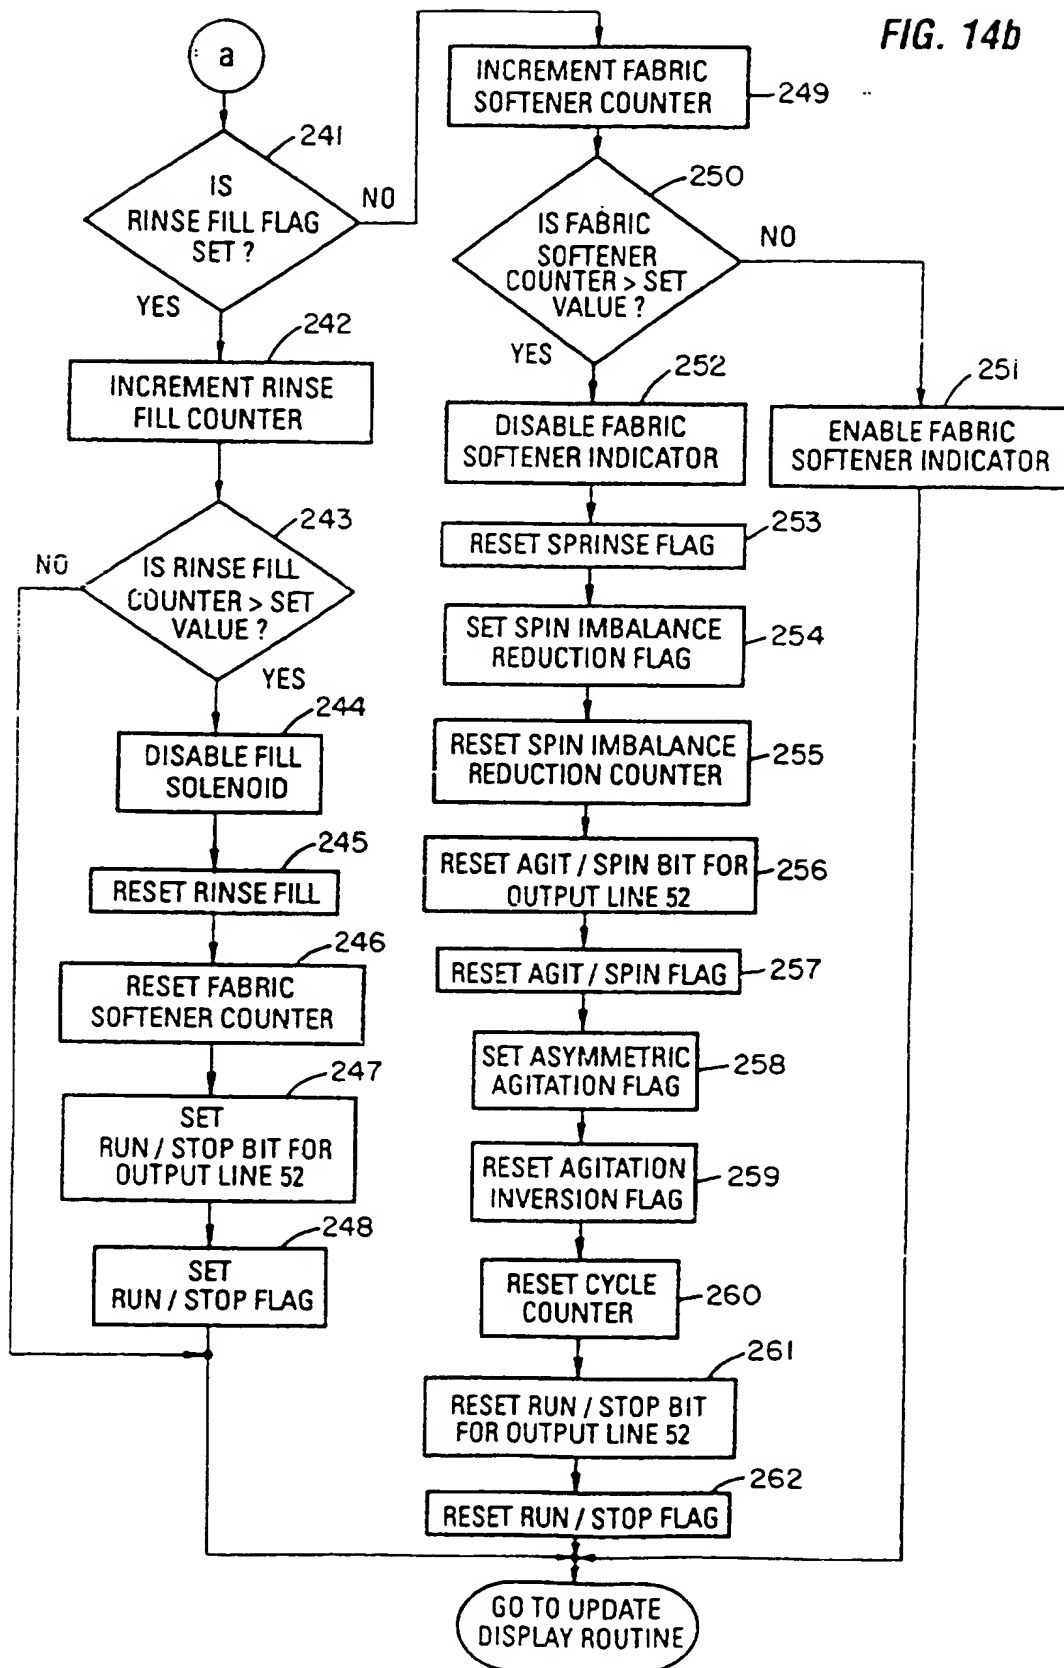 FIG. 14b
a
241
IS
RINSE FILL FLAG
SET ?
NO
YES
242
INCREMENT RINSE
FILL COUNTER
243
NO
IS RINSE FILL
COUNTER > SET
VALUE ?
YES
244
DISABLE FILL
SOLENOID
245
RESET RINSE FILL
246
RESET FABRIC
SOFTENER COUNTER
247
SET
RUN / STOP BIT FOR
OUTPUT LINE 52
248
SET
RUN / STOP FLAG
INCREMENT FABRIC
SOFTENER COUNTER
249
250
IS FABRIC
SOFTENER
COUNTER > SET
VALUE ?
NO
YES
251
ENABLE FABRIC
SOFTENER INDICATOR
252
DISABLE FABRIC
SOFTENER INDICATOR
RESET SPRINSE FLAG
253
SET SPIN IMBALANCE
REDUCTION FLAG
254
RESET SPIN IMBALANCE
REDUCTION COUNTER
255
RESET AGIT / SPIN BIT FOR
OUTPUT LINE 52
256
RESET AGIT / SPIN FLAG
257
SET ASYMMETRIC
AGITATION FLAG
258
RESET AGITATION
INVERSION FLAG
259
RESET CYCLE
COUNTER
260
261
RESET RUN / STOP BIT
FOR OUTPUT LINE 52
262
RESET RUN / STOP FLAG
GO TO UPDATE
DISPLAY ROUTINE